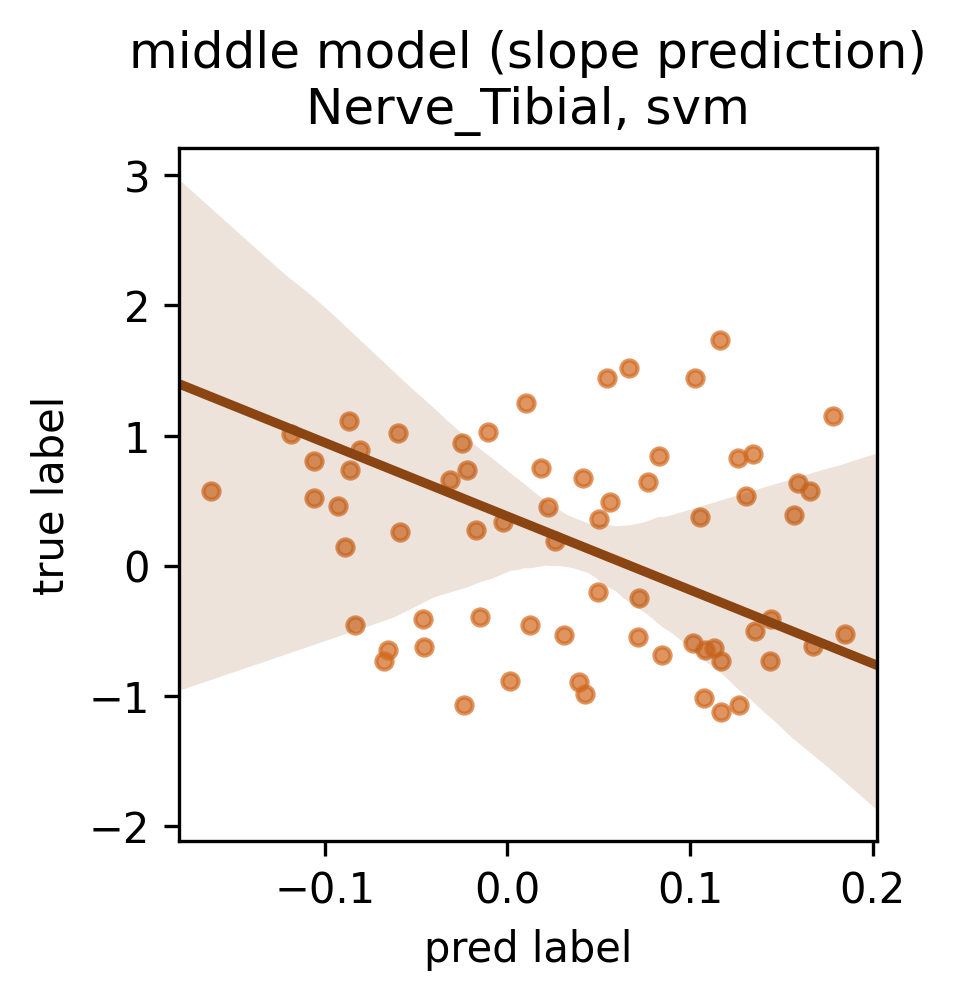 middle model (slope prediction)
Nerve_Tibial, svm
3
2
1
0
−1
−2
true label
−0.1 0.0 0.1 0.2
pred label